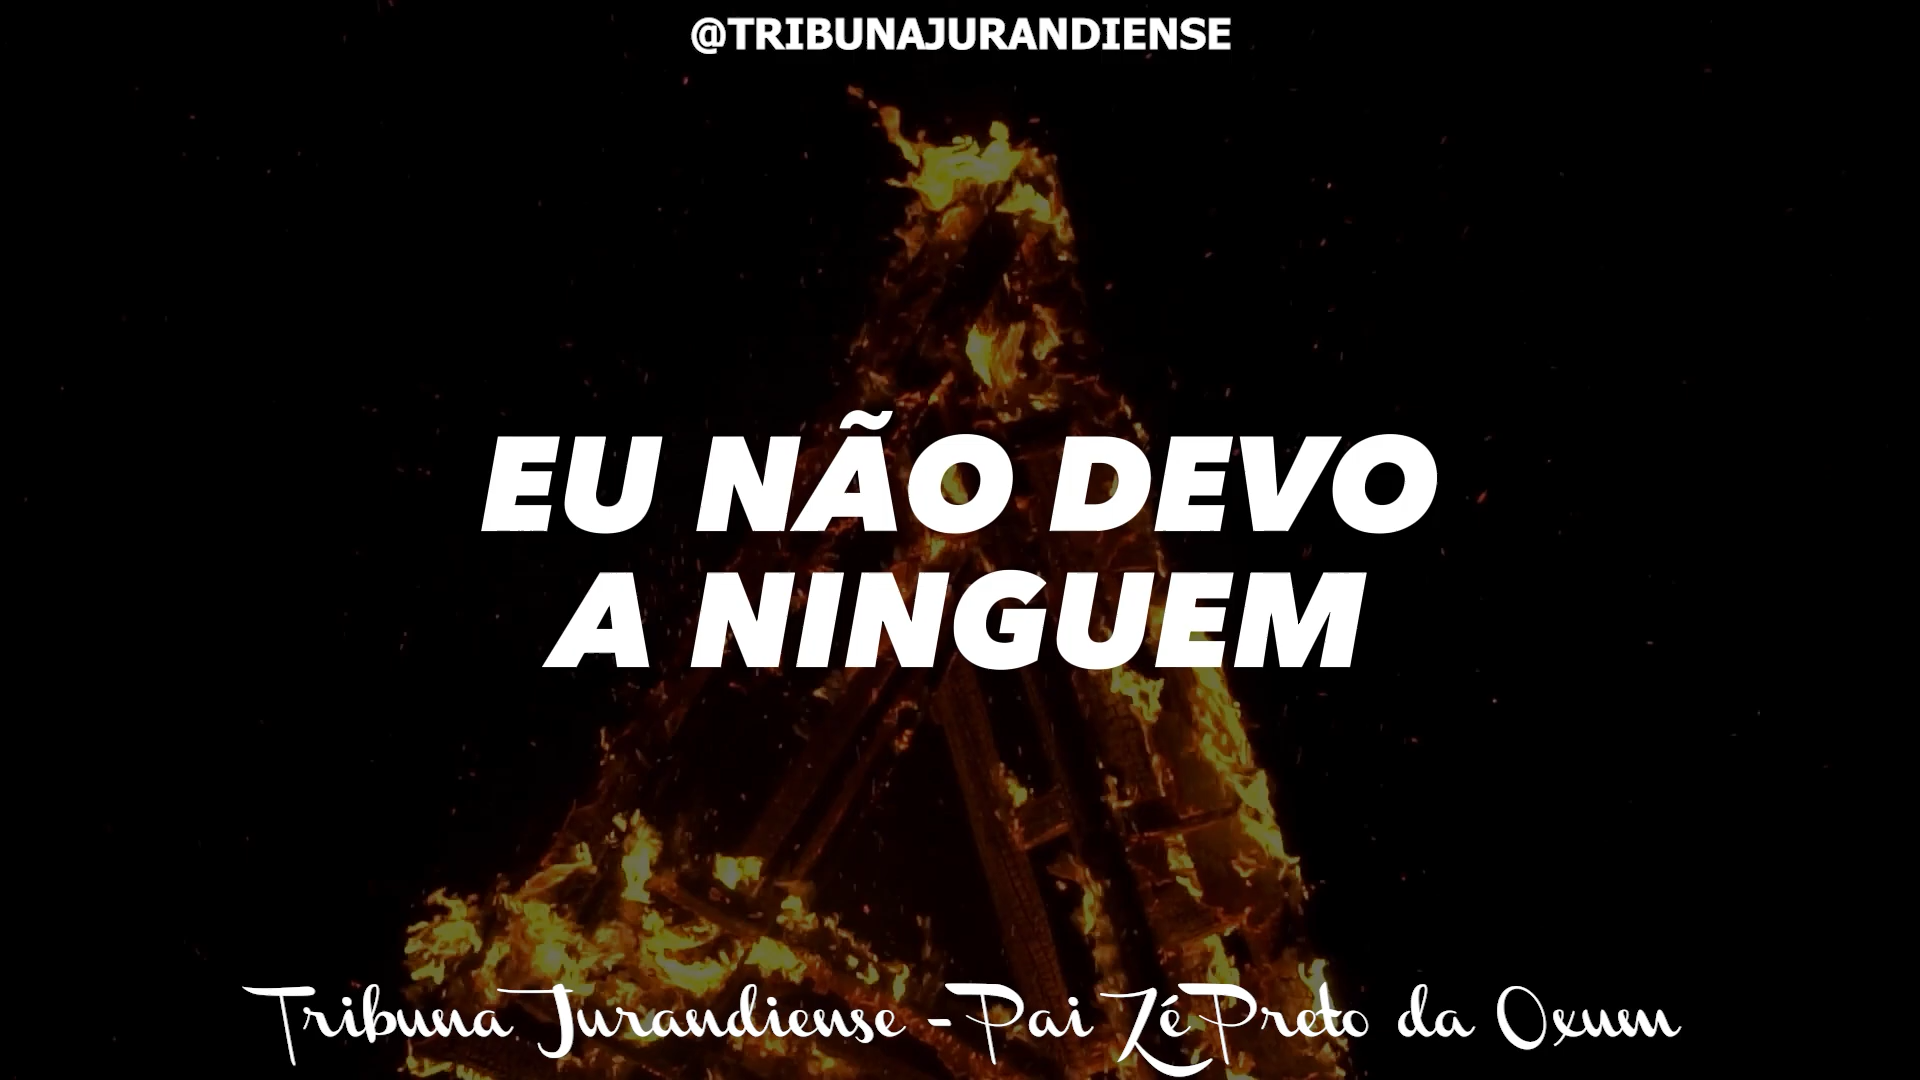 @TRIBUNAJURANDIENSE
EU NÃO DEVO
A NINGUEM
Tribuna Jurandiense - Pai Zé Preto da Oxum